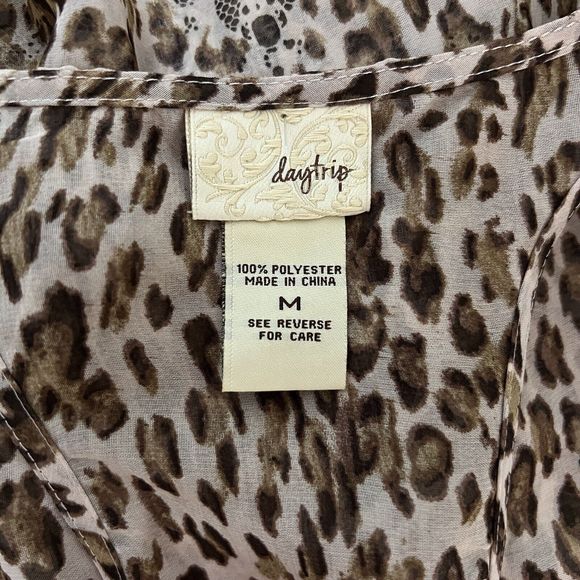 daytrip
100% POLYESTER
MADE IN CHINA
M
SEE REVERSE
FOR CARE